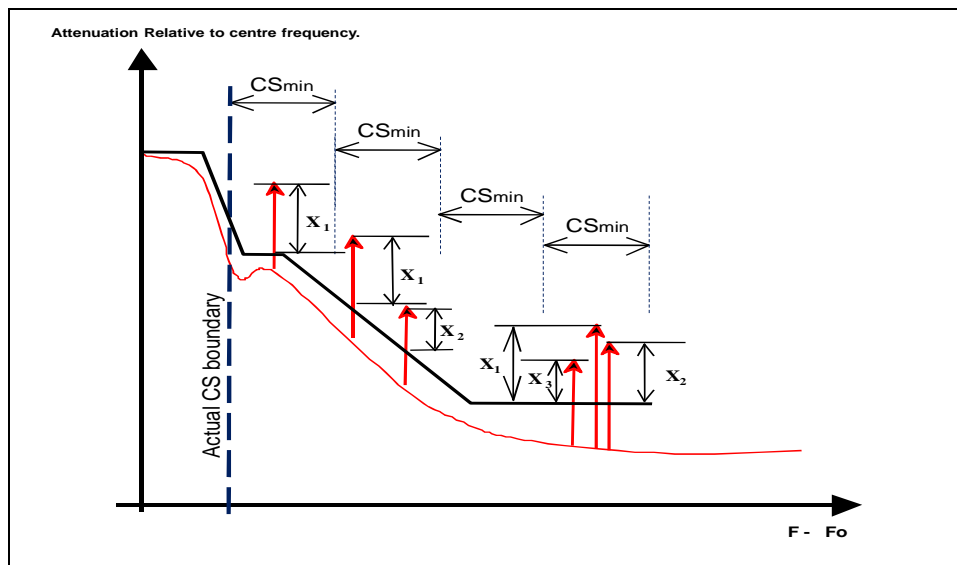 Attenuation Relative to centre frequency.
CSmin
CSmin
CSmin
CSmin
X1
X1
X2
X1
X3
X2
Actual CS boundary
F - Fo